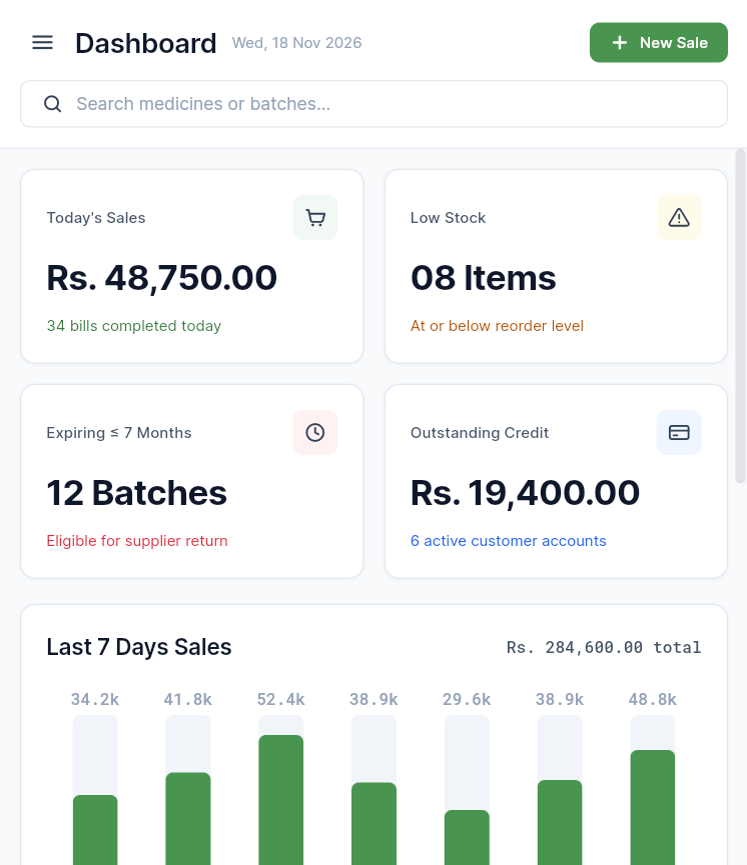 Dashboard Wed, 18 Nov 2026 New Sale
Search medicines or batches...
Today's Sales
Rs. 48,750.00
34 bills completed today
Low Stock
08 Items
At or below reorder level
Expiring ≤ 7 Months
12 Batches
Eligible for supplier return
Outstanding Credit
Rs. 19,400.00
6 active customer accounts
Last 7 Days Sales Rs. 284,600.00 total
34.2k 41.8k 52.4k 38.9k 29.6k 38.9k 48.8k